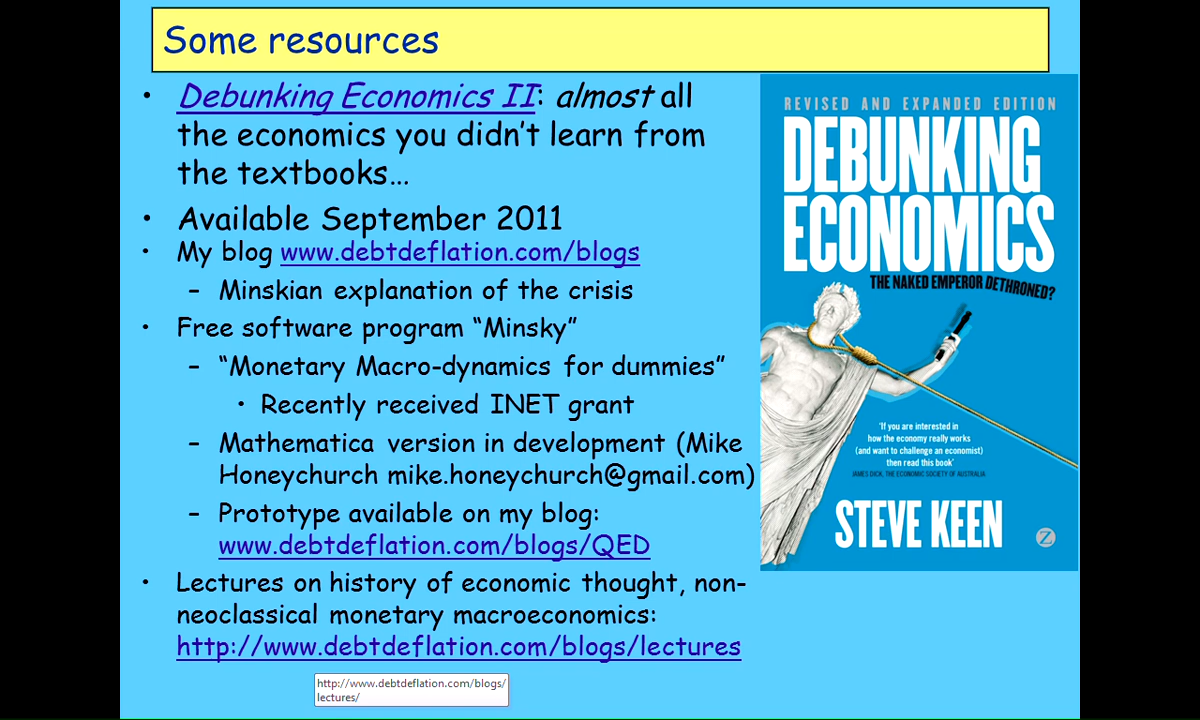 Some resources
• Debunking Economics II: almost all
the economics you didn’t learn from
the textbooks…
• Available September 2011
• My blog www.debtdeflation.com/blogs
– Minskian explanation of the crisis
• Free software program “Minsky”
– “Monetary Macro-dynamics for dummies”
• Recently received INET grant
– Mathematica version in development (Mike
Honeychurch mike.honeychurch@gmail.com)
– Prototype available on my blog:
www.debtdeflation.com/blogs/QED
• Lectures on history of economic thought, non-
neoclassical monetary macroeconomics:
http://www.debtdeflation.com/blogs/lectures
http://www.debtdeflation.com/blogs/
lectures/
REVISED AND EXPANDED EDITION
DEBUNKING
ECONOMICS
THE NAKED EMPEROR DETHRONED?
‘If you are interested in
how the economy really works
(and want to challenge an economist)
then read this book’
JAMES DICK, THE ECONOMIC SOCIETY OF AUSTRALIA
STEVE KEEN
Z